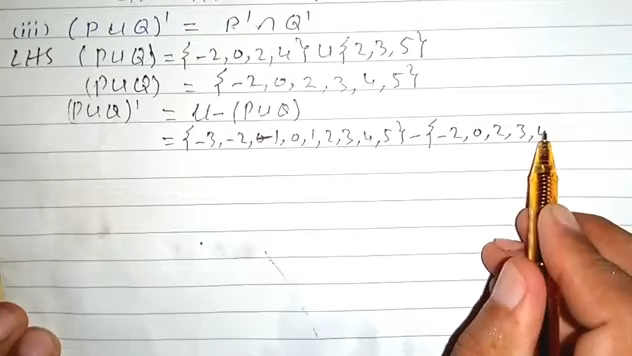 (iii) (P∪Q)' = P'∩Q'
LHS (P∪Q) = {-2, 0, 2, 4} ∪ {2, 3, 5}
(P∪Q) = {-2, 0, 2, 3, 4, 5}
(P∪Q)' = U-(P∪Q)
= {-3, -2, -1, 0, 1, 2, 3, 4, 5} - {-2, 0, 2, 3, 4